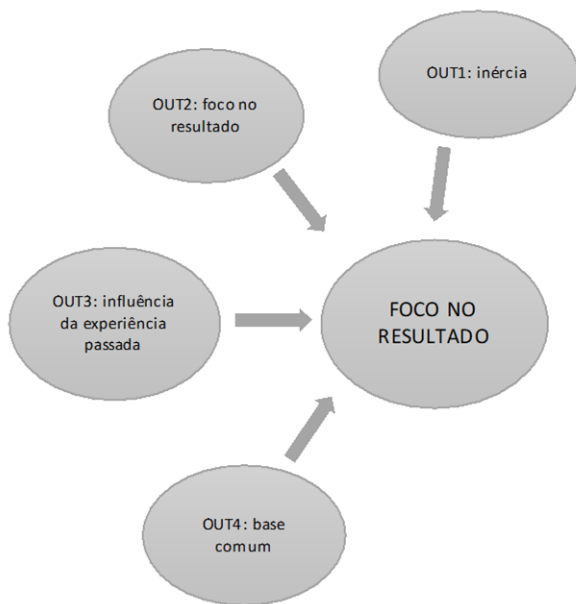 OUT1: inércia
OUT2: foco no
resultado
OUT3: influência
da experiência
passada
FOCO NO
RESULTADO
OUT4: base
comum